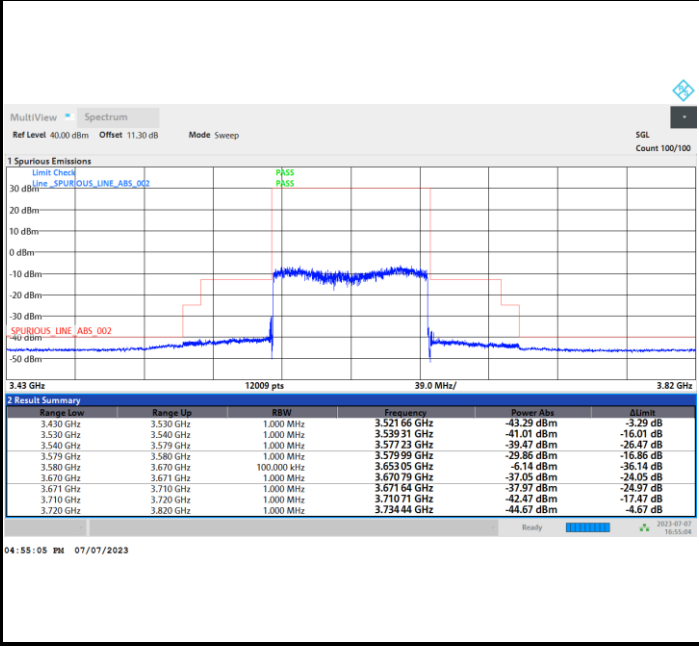 MultiView Spectrum
Ref Level 40.00 dBm Offset 11.30 dB Mode Sweep SGL
Count 100/100
1 Spurious Emissions
Limit Check PASS
Line _SPURIOUS_LINE_ABS_002 PASS
30 dBm
20 dBm
10 dBm
0 dBm
-10 dBm
-20 dBm
-30 dBm
_SPURIOUS_LINE_ABS_002
-40 dBm
-50 dBm
3.43 GHz 12009 pts 39.0 MHz/ 3.82 GHz
2 Result Summary
Range Low Range Up RBW Frequency Power Abs ΔLimit
3.430 GHz 3.530 GHz 1.000 MHz 3.521 66 GHz -43.29 dBm -3.29 dB
3.530 GHz 3.540 GHz 1.000 MHz 3.539 31 GHz -41.01 dBm -16.01 dB
3.540 GHz 3.579 GHz 1.000 MHz 3.577 23 GHz -39.47 dBm -26.47 dB
3.579 GHz 3.580 GHz 1.000 MHz 3.579 99 GHz -29.86 dBm -16.86 dB
3.580 GHz 3.670 GHz 100.000 kHz 3.653 05 GHz -6.14 dBm -36.14 dB
3.670 GHz 3.671 GHz 1.000 MHz 3.670 79 GHz -37.05 dBm -24.05 dB
3.671 GHz 3.710 GHz 1.000 MHz 3.671 64 GHz -37.97 dBm -24.97 dB
3.710 GHz 3.720 GHz 1.000 MHz 3.710 71 GHz -42.47 dBm -17.47 dB
3.720 GHz 3.820 GHz 1.000 MHz 3.734 44 GHz -44.67 dBm -4.67 dB
Ready 2023-07-07
16:55:04
04:55:05 PM 07/07/2023